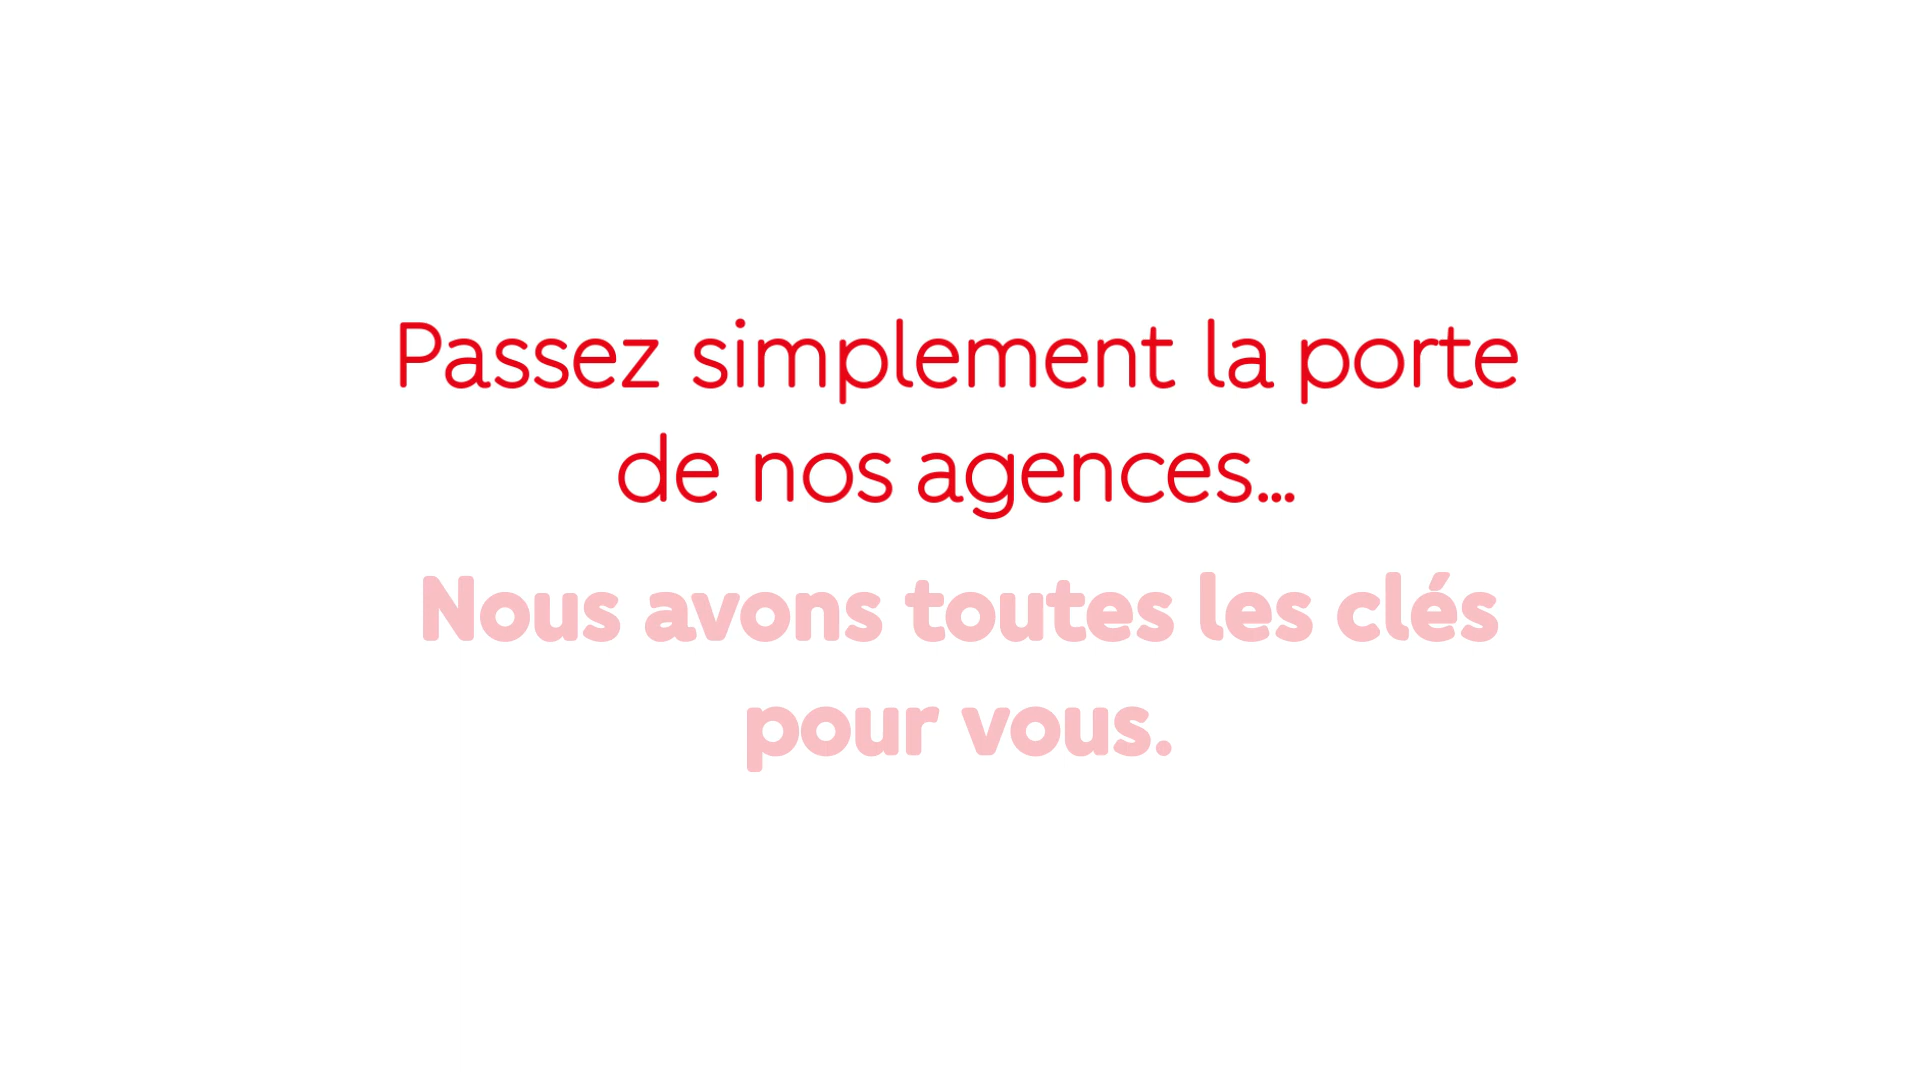 Passez simplement la porte
de nos agences...
Nous avons toutes les clés
pour vous.